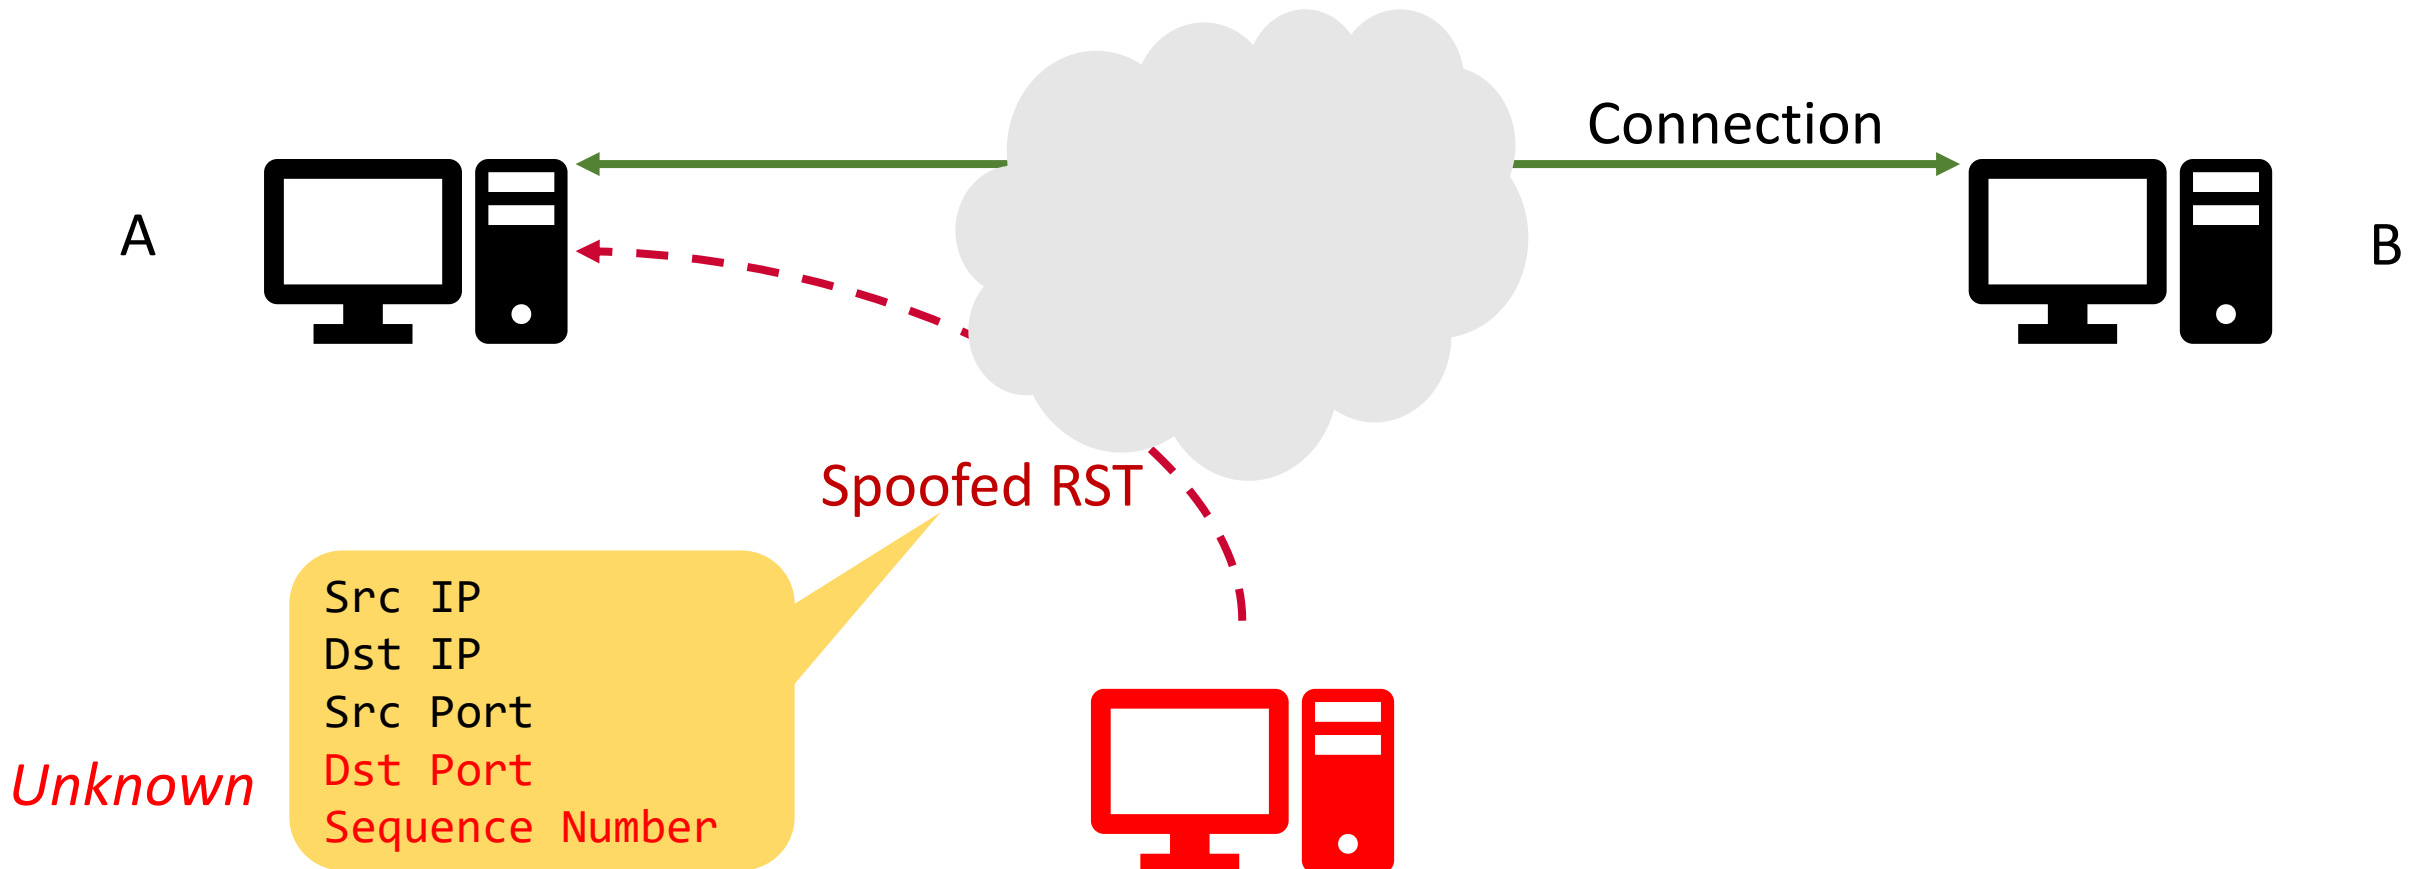 Connection
A
B
Spoofed RST
Src IP
Dst IP
Src Port
Dst Port
Unknown
Sequence Number